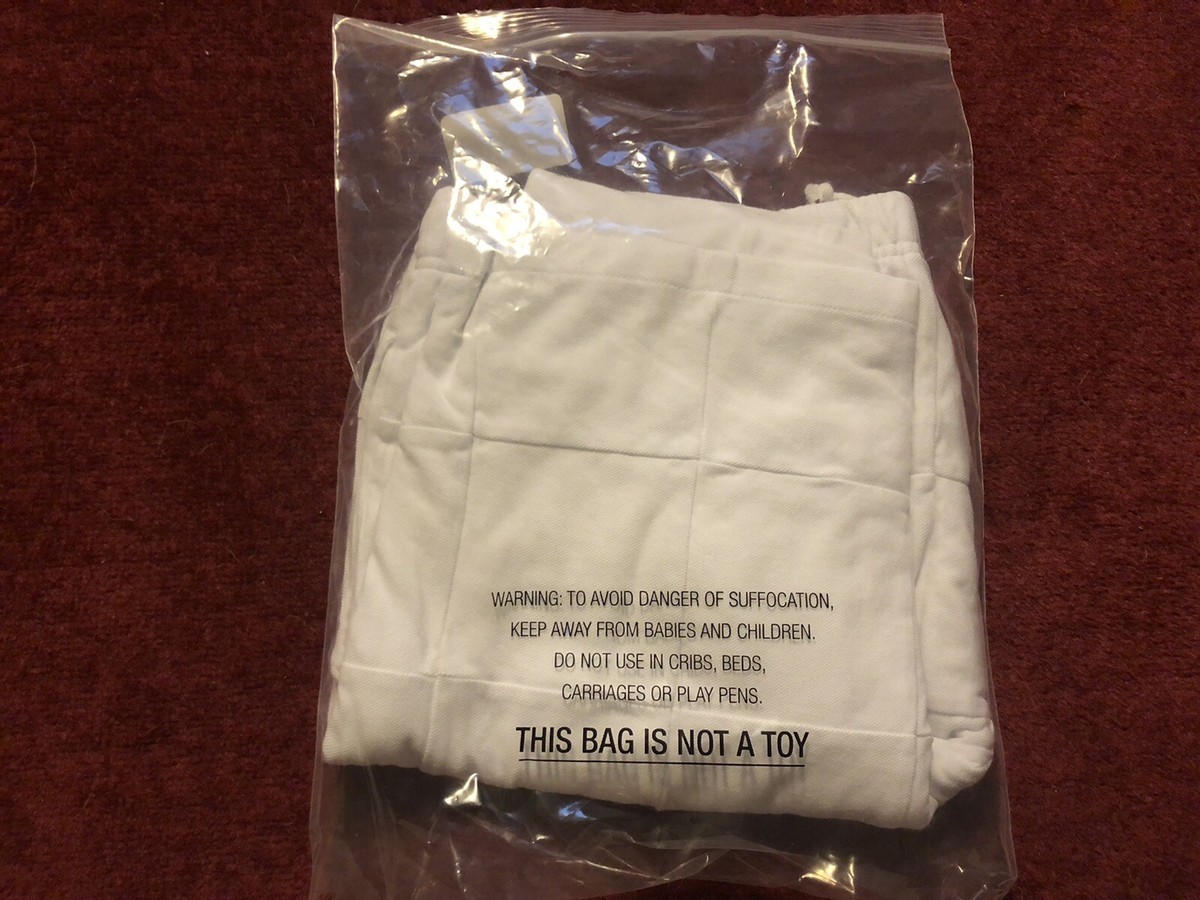 WARNING: TO AVOID DANGER OF SUFFOCATION,
KEEP AWAY FROM BABIES AND CHILDREN.
DO NOT USE IN CRIBS, BEDS,
CARRIAGES OR PLAY PENS.
THIS BAG IS NOT A TOY